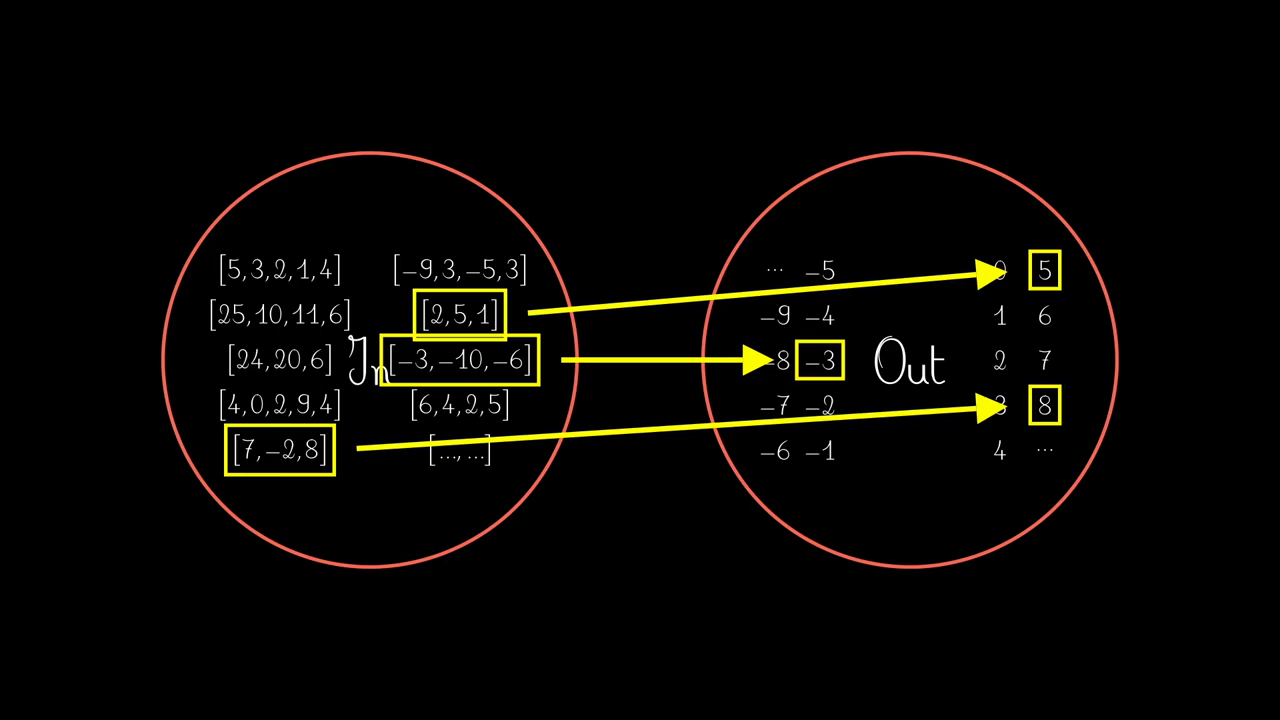 [5,3,2,1,4] [−9,3,−5,3]
[25,10,11,6] [2,5,1]
[24,20,6] In [−3,−10,−6]
[4,0,2,9,4] [6,4,2,5]
[7,−2,8] [...,...]
... −5 0 5
−9 −4 1 6
−8 −3 Out 2 7
−7 −2 3 8
−6 −1 4 ...